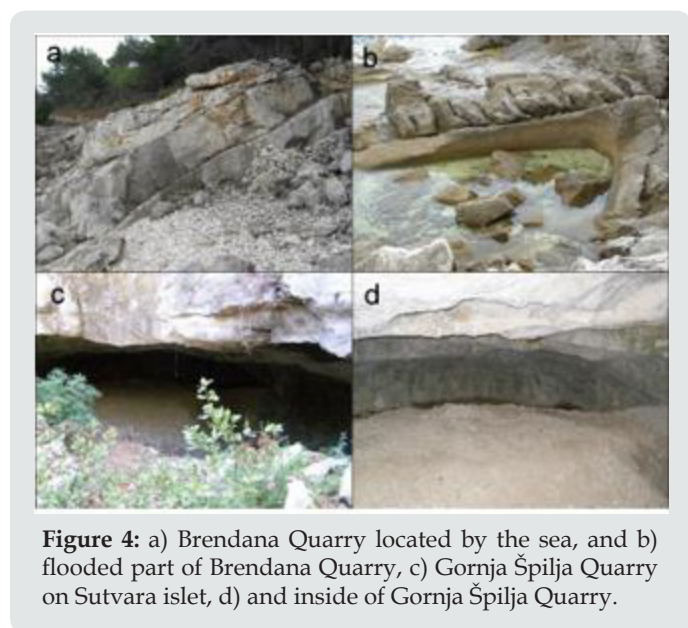 a
b
c
d
Figure 4: a) Brendana Quarry located by the sea, and b)
flooded part of Brendana Quarry, c) Gornja Špilja Quarry
on Sutvara islet, d) and inside of Gornja Špilja Quarry.